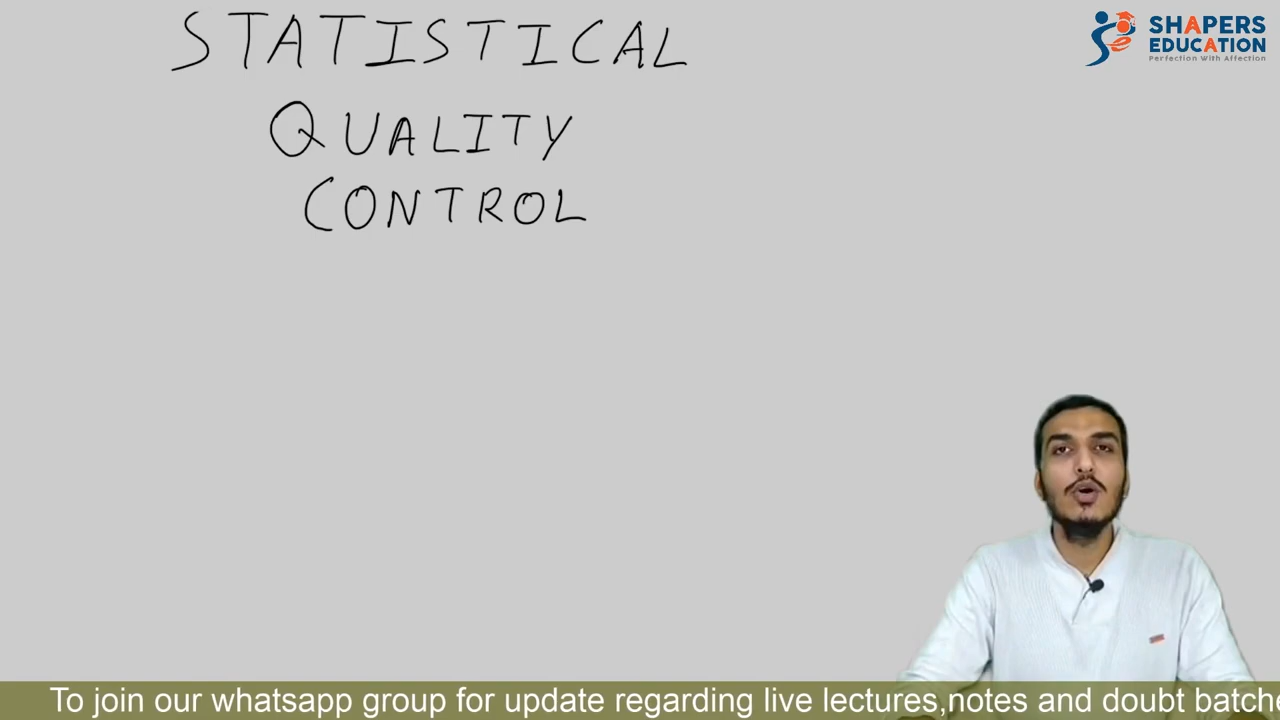 STATISTICAL
QUALITY
CONTROL
SHAPERS
EDUCATION
Perfection With Affection
To join our whatsapp group for update regarding live lectures,notes and doubt batche